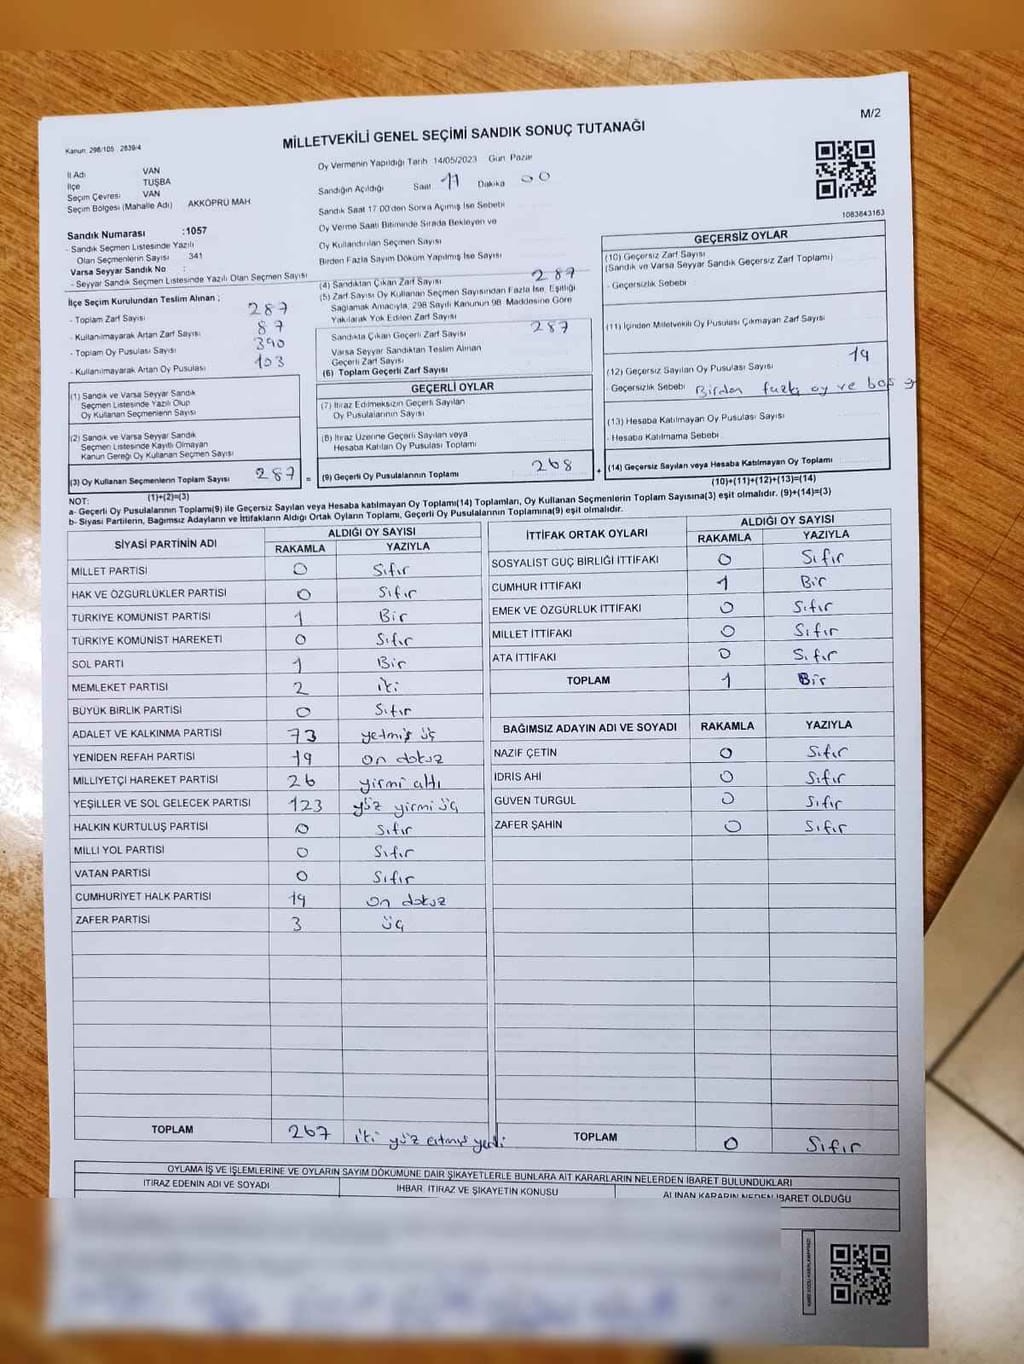 M/2
Kanun: 298/105 2839/4
MİLLETVEKİLİ GENEL SEÇİMİ SANDIK SONUÇ TUTANAĞI
İl Adı VAN
İlçe TUŞBA
Seçim Çevresi VAN
Seçim Bölgesi (Mahalle Adı) AKKÖPRÜ MAH
Oy Vermenin Yapıldığı Tarih 14/05/2023 Gün Pazar
Sandığın Açıldığı Saat 17 Dakika 00
Sandık Saat 17.00'den Sonra Açılmış İse Sebebi
Oy Verme Saati Bitiminde Sırada Bekleyen ve
Oy Kullandırılan Seçmen Sayısı
Birden Fazla Sayım Döküm Yapılmış İse Sayısı
1083843163
Sandık Numarası :1057
- Sandık Seçmen Listesinde Yazılı
Olan Seçmenlerin Sayısı 341
Varsa Seyyar Sandık No :
- Seyyar Sandık Seçmen Listesinde Yazılı Olan Seçmen Sayısı
İlçe Seçim Kurulundan Teslim Alınan ;
- Toplam Zarf Sayısı 287
- Kullanılmayarak Artan Zarf Sayısı 87
- Toplam Oy Pusulası Sayısı 390
- Kullanılmayarak Artan Oy Pusulası 103
(1) Sandık ve Varsa Seyyar Sandık
Seçmen Listesinde Yazılı Olup
Oy Kullanan Seçmenlerin Sayısı
(2) Sandık ve Varsa Seyyar Sandık
Seçmen Listesinde Kayıtlı Olmayan
Kanun Gereği Oy Kullanan Seçmen Sayısı
(3) Oy Kullanan Seçmenlerin Toplam Sayısı 287
(1)+(2)=(3)
(4) Sandıktan Çıkan Zarf Sayısı 287
(5) Zarf Sayısı Oy Kullanan Seçmen Sayısından Fazla İse, Eşitliği
Sağlamak Amacıyla, 298 Sayılı Kanunun 98. Maddesine Göre
Yakılarak Yok Edilen Zarf Sayısı
Sandıkta Çıkan Geçerli Zarf Sayısı 287
Varsa Seyyar Sandıktan Teslim Alınan
Geçerli Zarf Sayısı
(6) Toplam Geçerli Zarf Sayısı
GEÇERLİ OYLAR
(7) İtiraz Edilmeksizin Geçerli Sayılan
Oy Pusulalarının Sayısı
(8) İtiraz Üzerine Geçerli Sayılan veya
Hesaba Katılan Oy Pusulası Toplamı
= (9) Geçerli Oy Pusulalarının Toplamı 268 +
GEÇERSİZ OYLAR
(10) Geçersiz Zarf Sayısı
(Sandık ve Varsa Seyyar Sandık Geçersiz Zarf Toplamı)
- Geçersizlik Sebebi
(11) İçinden Milletvekili Oy Pusulası Çıkmayan Zarf Sayısı
(12) Geçersiz Sayılan Oy Pusulası Sayısı 19
- Geçersizlik Sebebi Birden fazla oy ve boş
(13) Hesaba Katılmayan Oy Pusulası Sayısı
- Hesaba Katılmama Sebebi
(14) Geçersiz Sayılan veya Hesaba Katılmayan Oy Toplamı
(10)+(11)+(12)+(13)=(14)
NOT:
a- Geçerli Oy Pusulalarının Toplamı(9) ile Geçersiz Sayılan veya Hesaba katılmayan Oy Toplamı(14) Toplamları, Oy Kullanan Seçmenlerin Toplam Sayısına(3) eşit olmalıdır. (9)+(14)=(3)
b- Siyasi Partilerin, Bağımsız Adayların ve İttifakların Aldığı Ortak Oyların Toplamı, Geçerli Oy Pusulalarının Toplamına(9) eşit olmalıdır.
SİYASİ PARTİNİN ADI ALDIĞI OY SAYISI
RAKAMLA YAZIYLA
MİLLET PARTİSİ 0 Sıfır
HAK VE ÖZGÜRLÜKLER PARTİSİ 0 Sıfır
TÜRKİYE KOMÜNİST PARTİSİ 1 Bir
TÜRKİYE KOMÜNİST HAREKETİ 0 Sıfır
SOL PARTİ 1 Bir
MEMLEKET PARTİSİ 2 iki
BÜYÜK BİRLİK PARTİSİ 0 Sıfır
ADALET VE KALKINMA PARTİSİ 73 yetmiş üç
YENİDEN REFAH PARTİSİ 19 on dokuz
MİLLİYETÇİ HAREKET PARTİSİ 26 yirmi altı
YEŞİLLER VE SOL GELECEK PARTİSİ 123 yüz yirmi üç
HALKIN KURTULUŞ PARTİSİ 0 Sıfır
MİLLİ YOL PARTİSİ 0 Sıfır
VATAN PARTİSİ 0 Sıfır
CUMHURİYET HALK PARTİSİ 19 on dokuz
ZAFER PARTİSİ 3 üç
TOPLAM 267 iki yüz atmış yedi
İTTİFAK ORTAK OYLARI ALDIĞI OY SAYISI
RAKAMLA YAZIYLA
SOSYALİST GÜÇ BİRLİĞİ İTTİFAKI 0 Sıfır
CUMHUR İTTİFAKI 1 Bir
EMEK VE ÖZGÜRLÜK İTTİFAKI 0 Sıfır
MİLLET İTTİFAKI 0 Sıfır
ATA İTTİFAKI 0 Sıfır
TOPLAM 1 Bir
BAĞIMSIZ ADAYIN ADI VE SOYADI RAKAMLA YAZIYLA
NAZİF ÇETİN 0 Sıfır
İDRİS AHİ 0 Sıfır
GÜVEN TURGUL 0 Sıfır
ZAFER ŞAHİN 0 Sıfır
TOPLAM 0 Sıfır
OYLAMA İŞ VE İŞLEMLERİNE VE OYLARIN SAYIM DÖKÜMÜNE DAİR ŞİKAYETLERLE BUNLARA AİT KARARLARIN NELERDEN İBARET BULUNDUKLARI
İTİRAZ EDENİN ADI VE SOYADI İHBAR İTİRAZ VE ŞİKAYETİN KONUSU ALINAN KARARIN NEDEN İBARET OLDUĞU